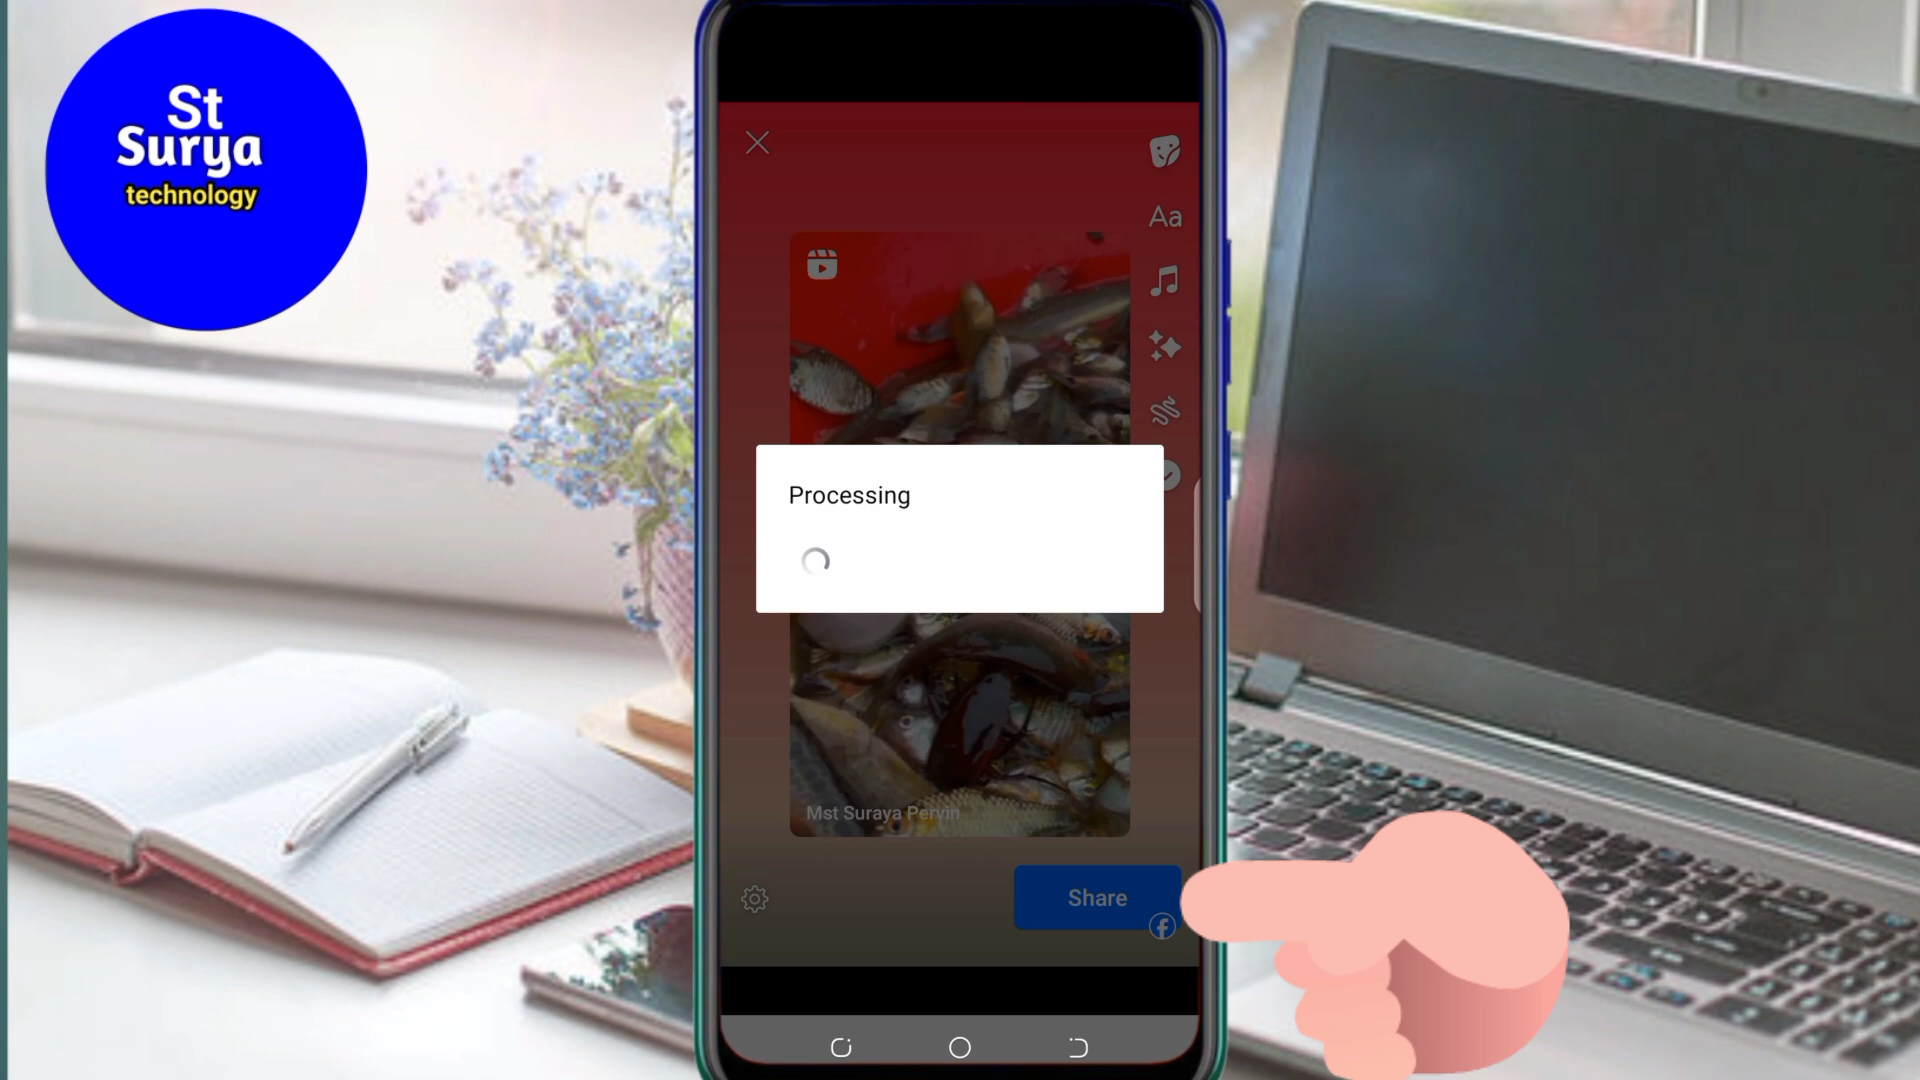 St
Surya
technology
Aa
Processing
Mst Suraya Pervin
Share